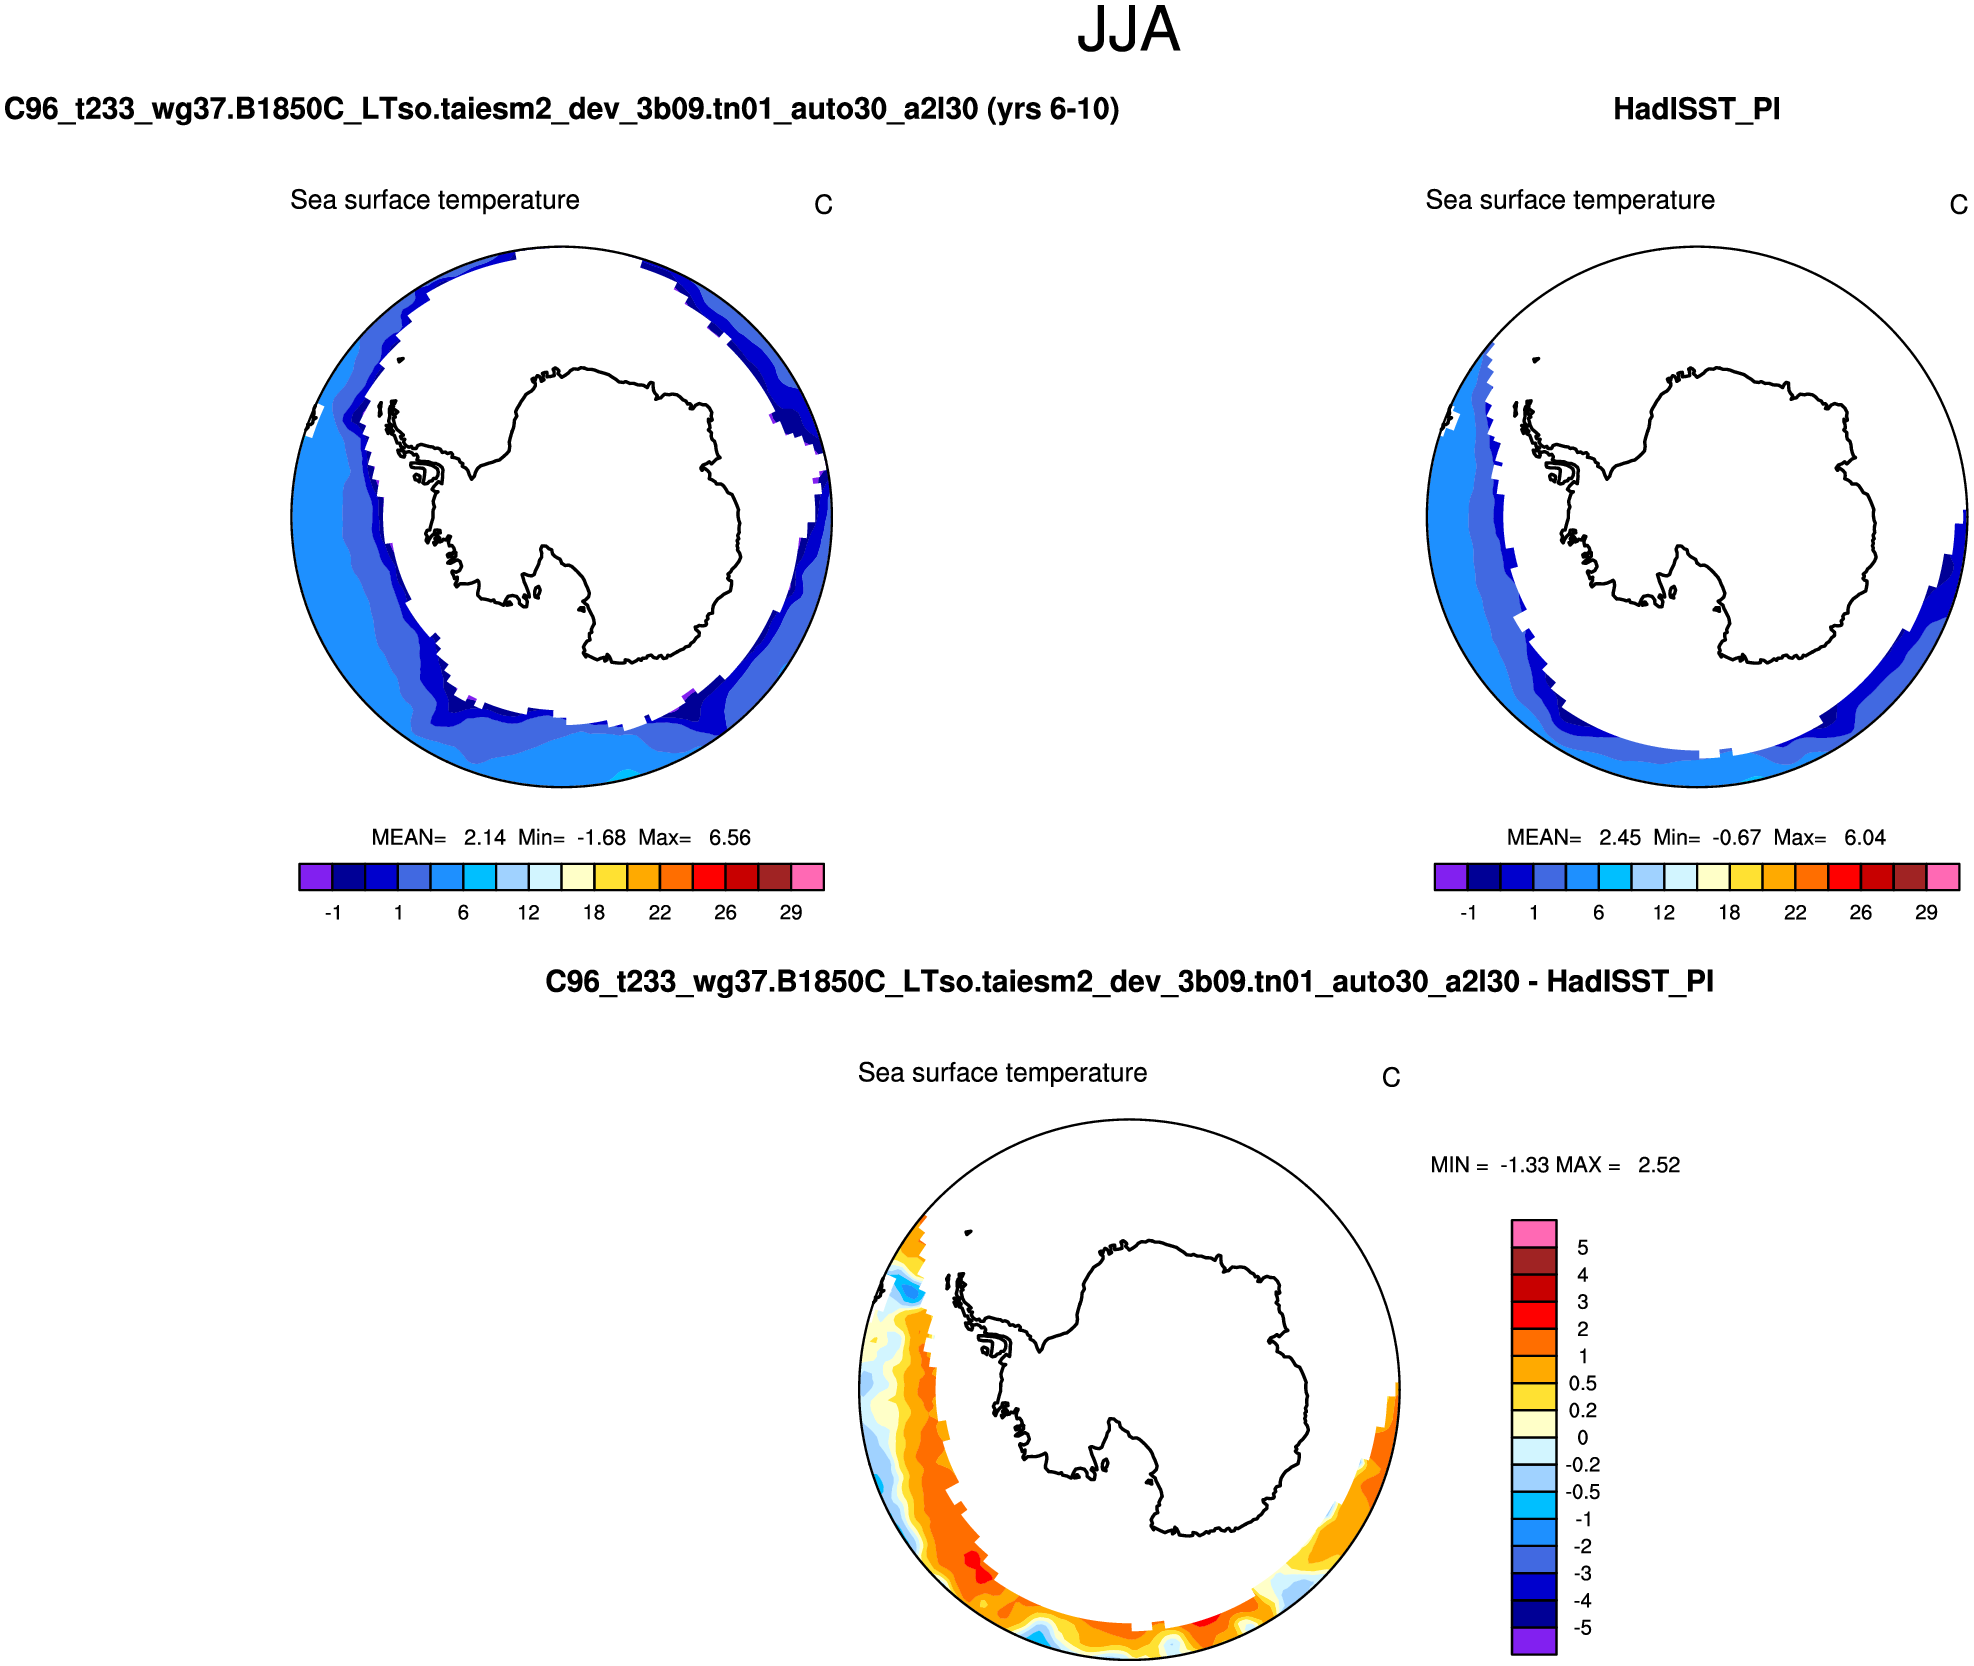 JJA
C96_t233_wg37.B1850C_LTso.taiesm2_dev_3b09.tn01_auto30_a2l30 (yrs 6-10)
HadISST_PI
Sea surface temperature C
Sea surface temperature C
MEAN= 2.14 Min= -1.68 Max= 6.56
MEAN= 2.45 Min= -0.67 Max= 6.04
-1 1 6 12 18 22 26 29
-1 1 6 12 18 22 26 29
C96_t233_wg37.B1850C_LTso.taiesm2_dev_3b09.tn01_auto30_a2l30 - HadISST_PI
Sea surface temperature C
MIN = -1.33 MAX = 2.52
5
4
3
2
1
0.5
0.2
0
-0.2
-0.5
-1
-2
-3
-4
-5